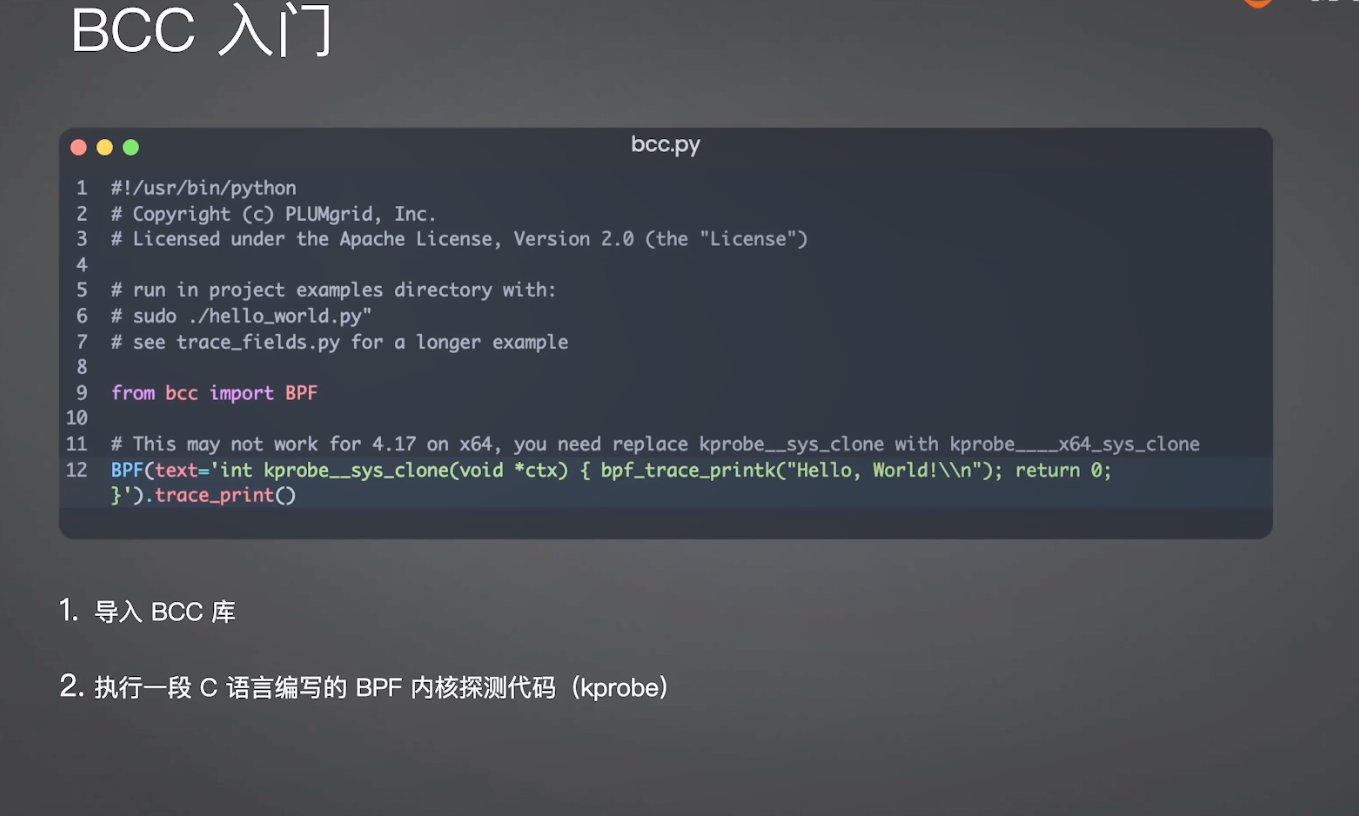 BCC 入门
bcc.py
1 #!/usr/bin/python
2 # Copyright (c) PLUMgrid, Inc.
3 # Licensed under the Apache License, Version 2.0 (the "License")
4
5 # run in project examples directory with:
6 # sudo ./hello_world.py"
7 # see trace_fields.py for a longer example
8
9 from bcc import BPF
10
11 # This may not work for 4.17 on x64, you need replace kprobe__sys_clone with kprobe____x64_sys_clone
12 BPF(text='int kprobe__sys_clone(void *ctx) { bpf_trace_printk("Hello, World!\\n"); return 0;
}').trace_print()
1. 导入 BCC 库
2. 执行一段 C 语言编写的 BPF 内核探测代码（kprobe）